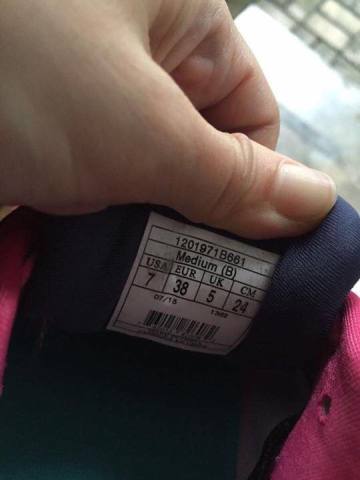 1201971B661
Medium (B)
USA EUR UK CM
7 38 5 24
07/15